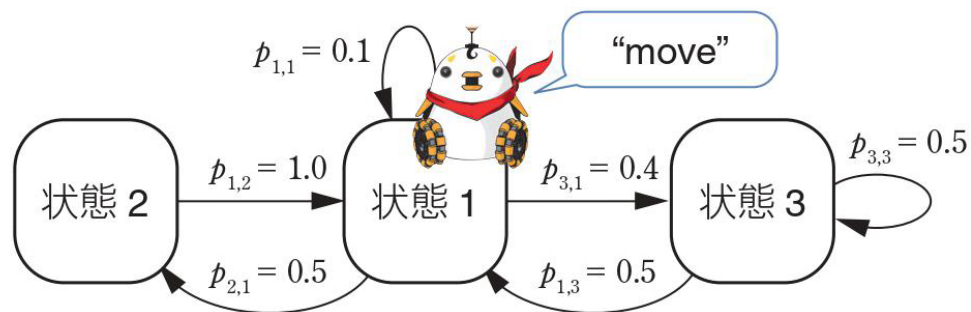 p1,1 = 0.1
“move”
p1,2 = 1.0
p3,1 = 0.4
p3,3 = 0.5
状態 2
状態 1
状態 3
p2,1 = 0.5
p1,3 = 0.5